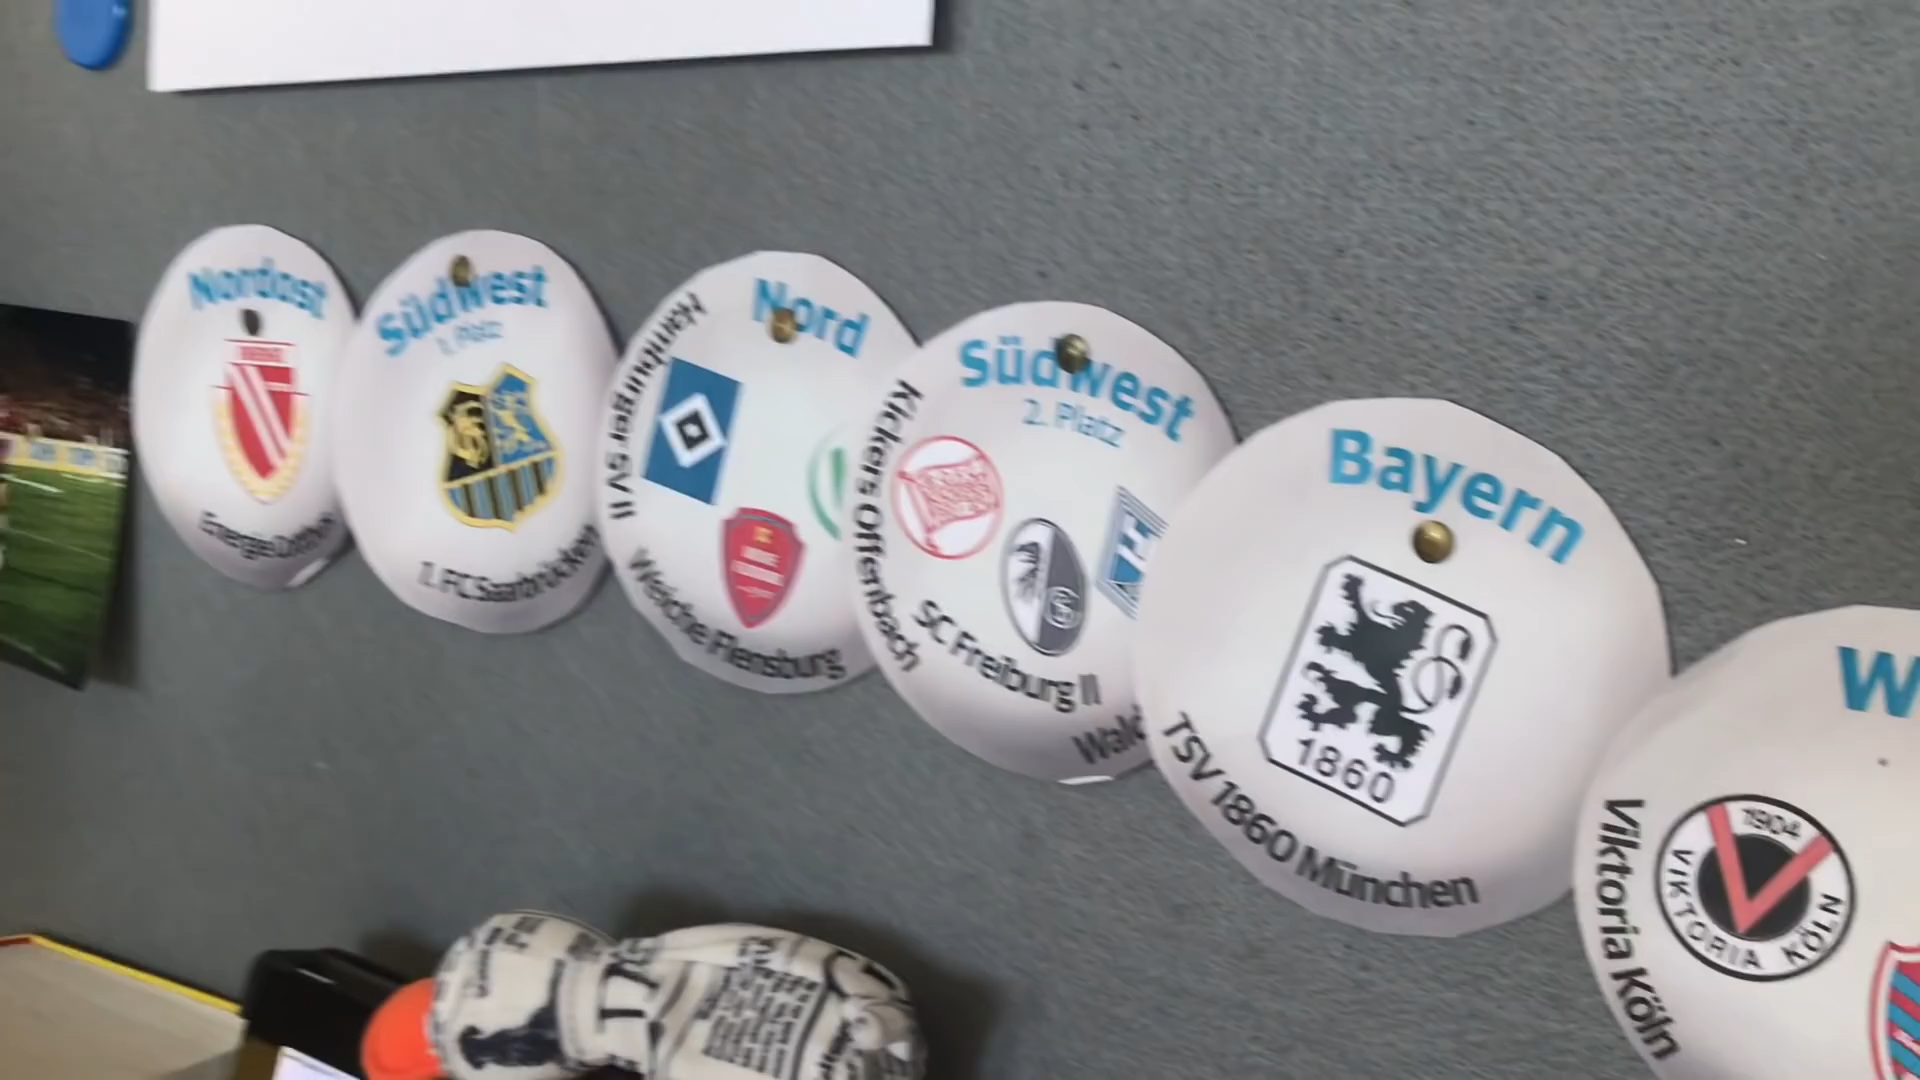 Nordost
Energie Cottbus
Südwest
1. Platz
1. FC Saarbrücken
Nord
Hamburger SV II
Weiche Flensburg
Südwest
2. Platz
Kickers Offenbach
SC Freiburg II
Wald
Bayern
1860
TSV 1860 München
W
1904
VIKTORIA KÖLN
Viktoria Köln